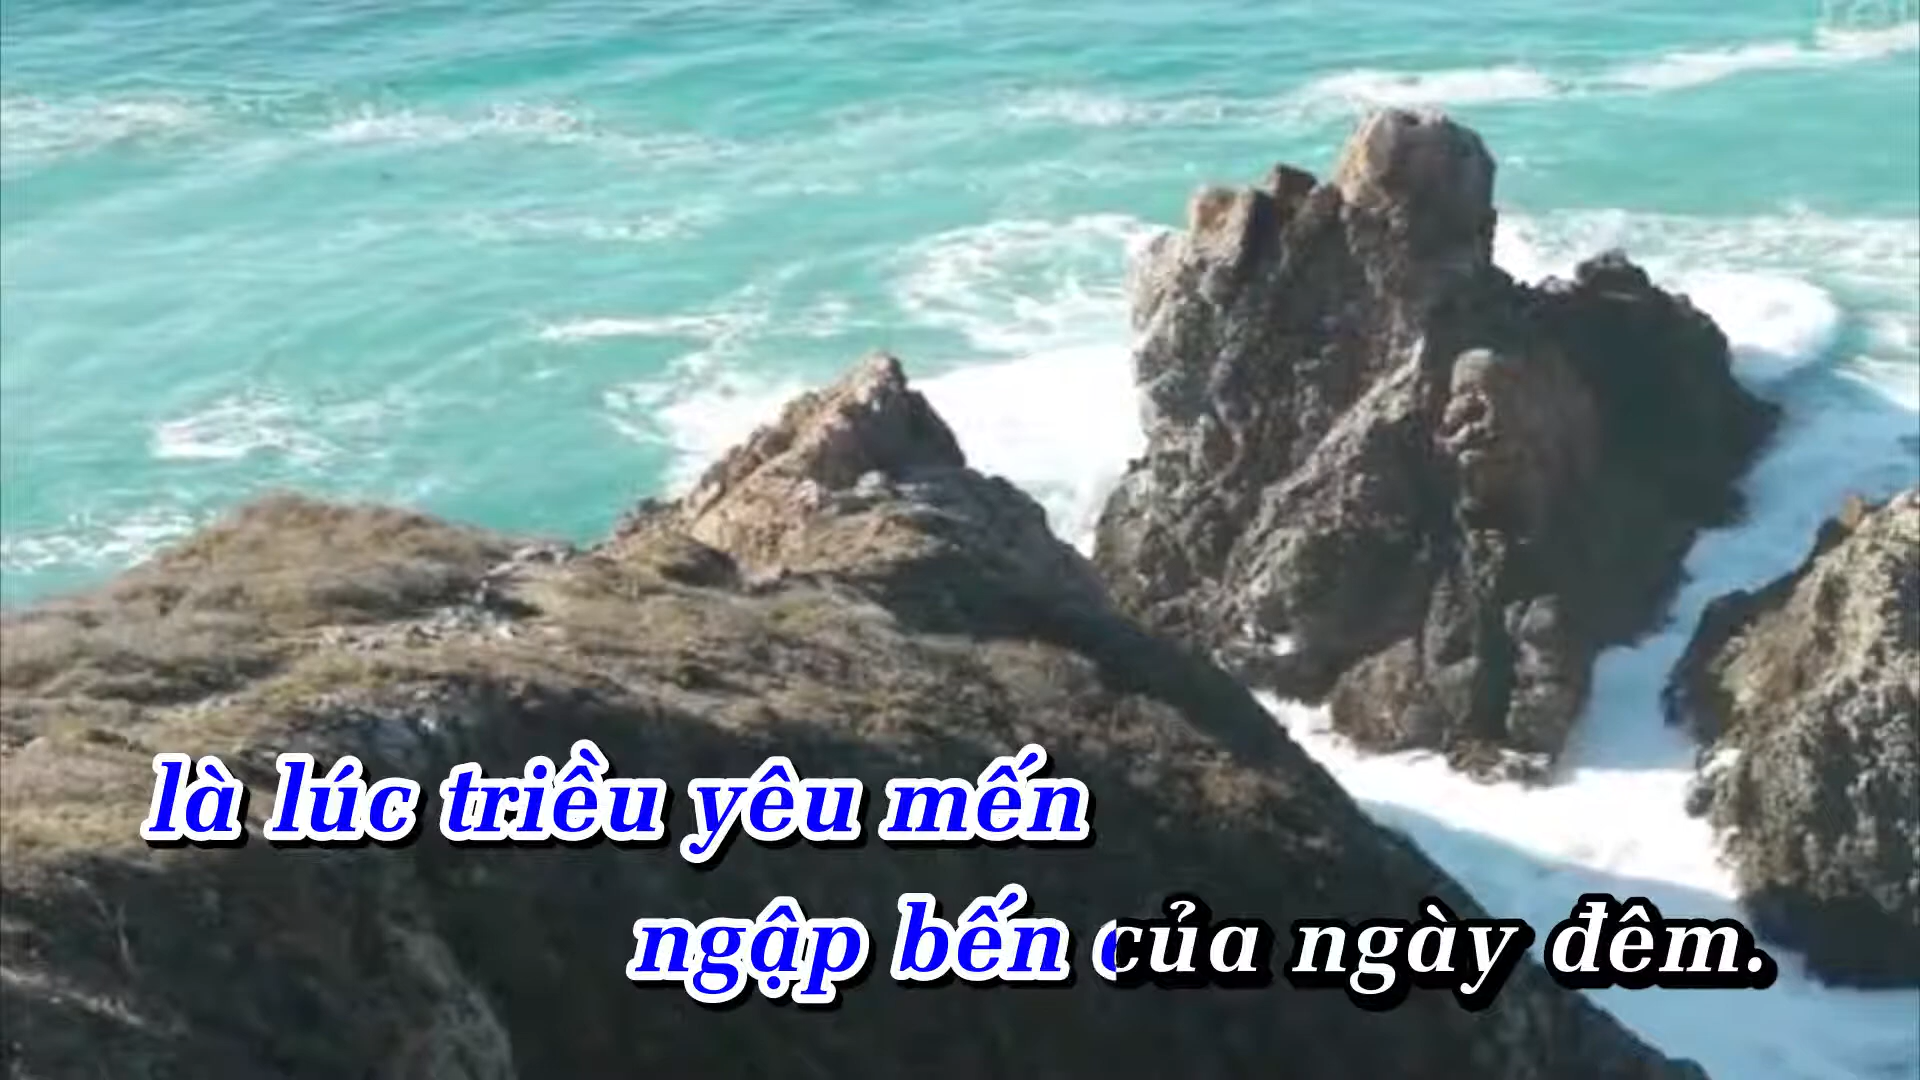 là lúc triều yêu mến
ngập bến của ngày đêm.